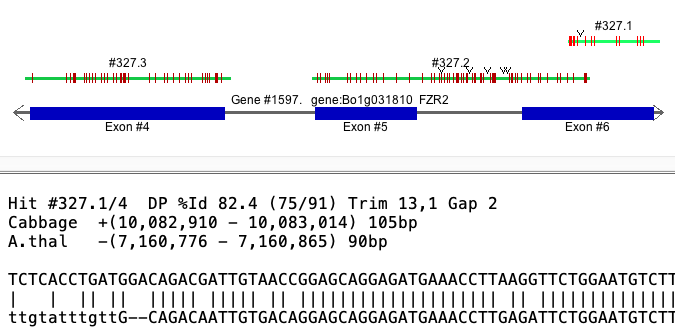 #327.1
#327.3
#327.2
Gene #1597. gene:Bo1g031810 FZR2
Exon #4
Exon #5
Exon #6
Hit #327.1/4 DP %Id 82.4 (75/91) Trim 13,1 Gap 2
Cabbage +(10,082,910 - 10,083,014) 105bp
A.thal -(7,160,776 - 7,160,865) 90bp
TCTCACCTGATGGACAGACGATTGTAACCGGAGCAGGAGATGAAACCTTAAGGTTCTGGAATGTCTT
ttgtatttgttG--CAGACAATTGTGACAGGAGCAGGAGATGAAACCTTGAGATTCTGGAATGTCTT